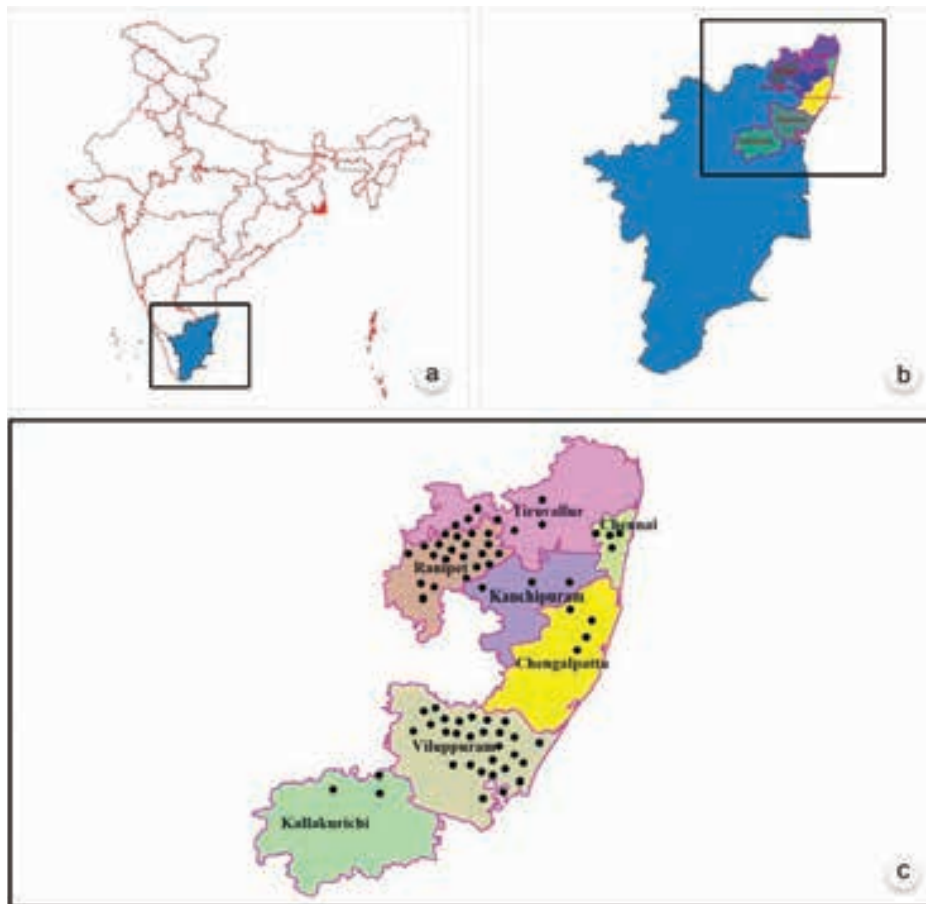 a
b
Tiruvallur
Chennai
Ranipet
Kanchipuram
Chengalpattu
Viluppuram
Kallakurichi
c